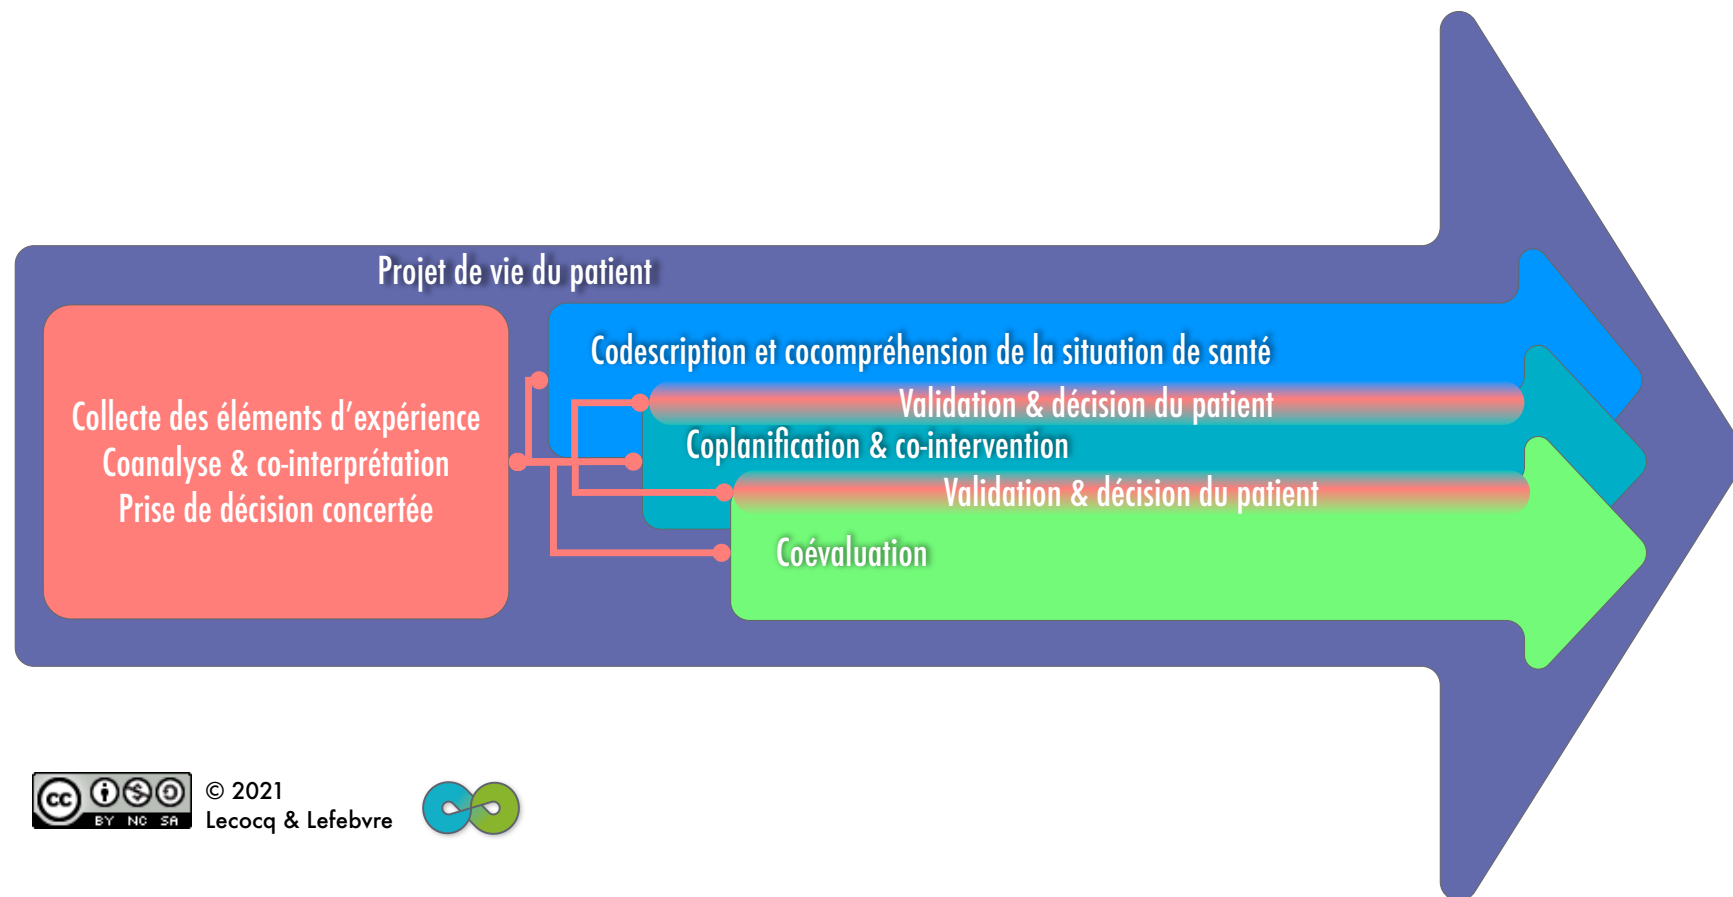 Projet de vie du patient
Collecte des éléments d’expérience
Coanalyse & co-interprétation
Prise de décision concertée
Codescription et cocompréhension de la situation de santé
Validation & décision du patient
Coplanification & co-intervention
Validation & décision du patient
Coévaluation
cc
BY NC SA
© 2021
Lecocq & Lefebvre